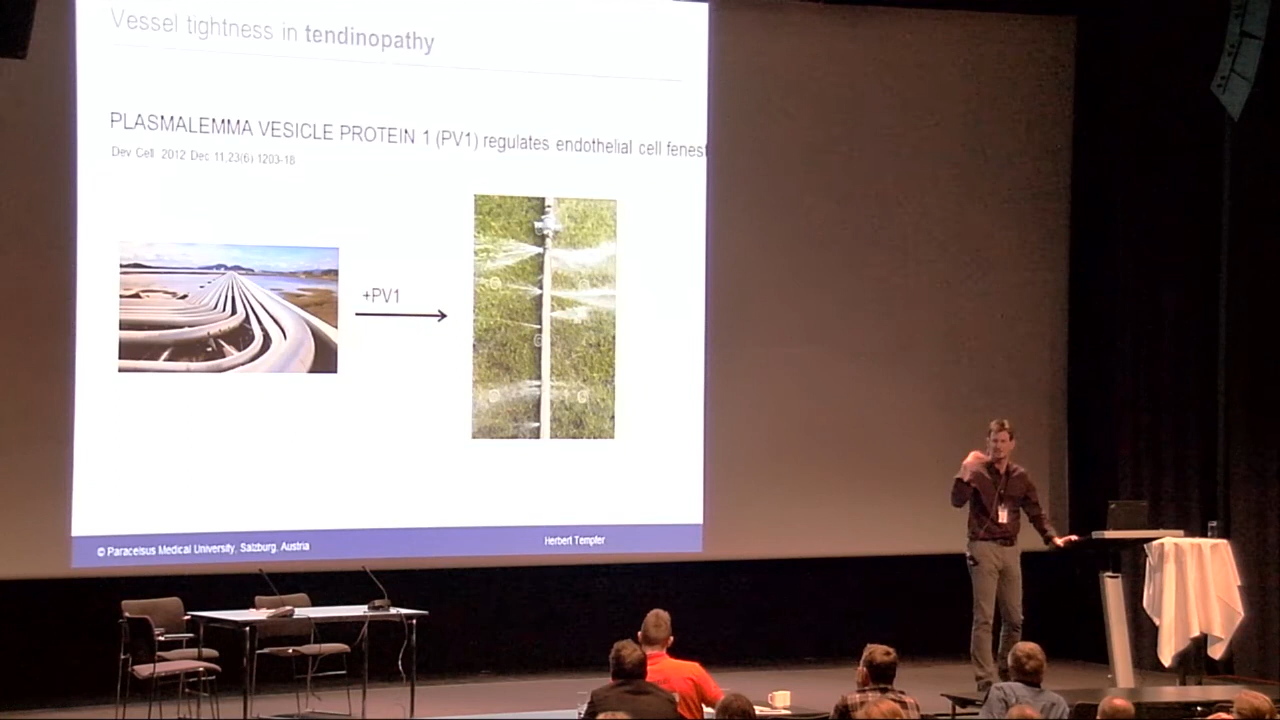 Vessel tightness in tendinopathy
PLASMALEMMA VESICLE PROTEIN 1 (PV1) regulates endothelial cell fenest
Dev Cell. 2012 Dec 11;23(6) 1203-18
+PV1
© Paracelsus Medical University, Salzburg, Austria
Herbert Tempfer